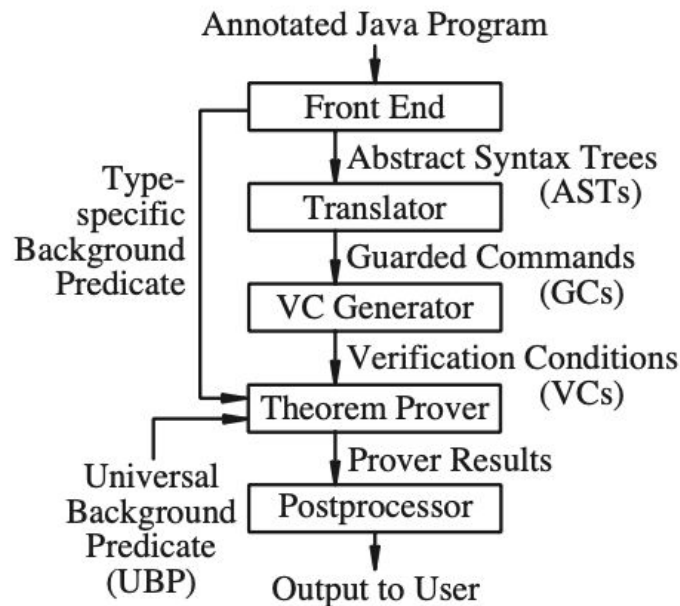 Annotated Java Program
Front End
Abstract Syntax Trees
(ASTs)
Type-
specific
Background
Predicate
Translator
Guarded Commands
(GCs)
VC Generator
Verification Conditions
(VCs)
Theorem Prover
Prover Results
Universal
Background
Predicate
(UBP)
Postprocessor
Output to User